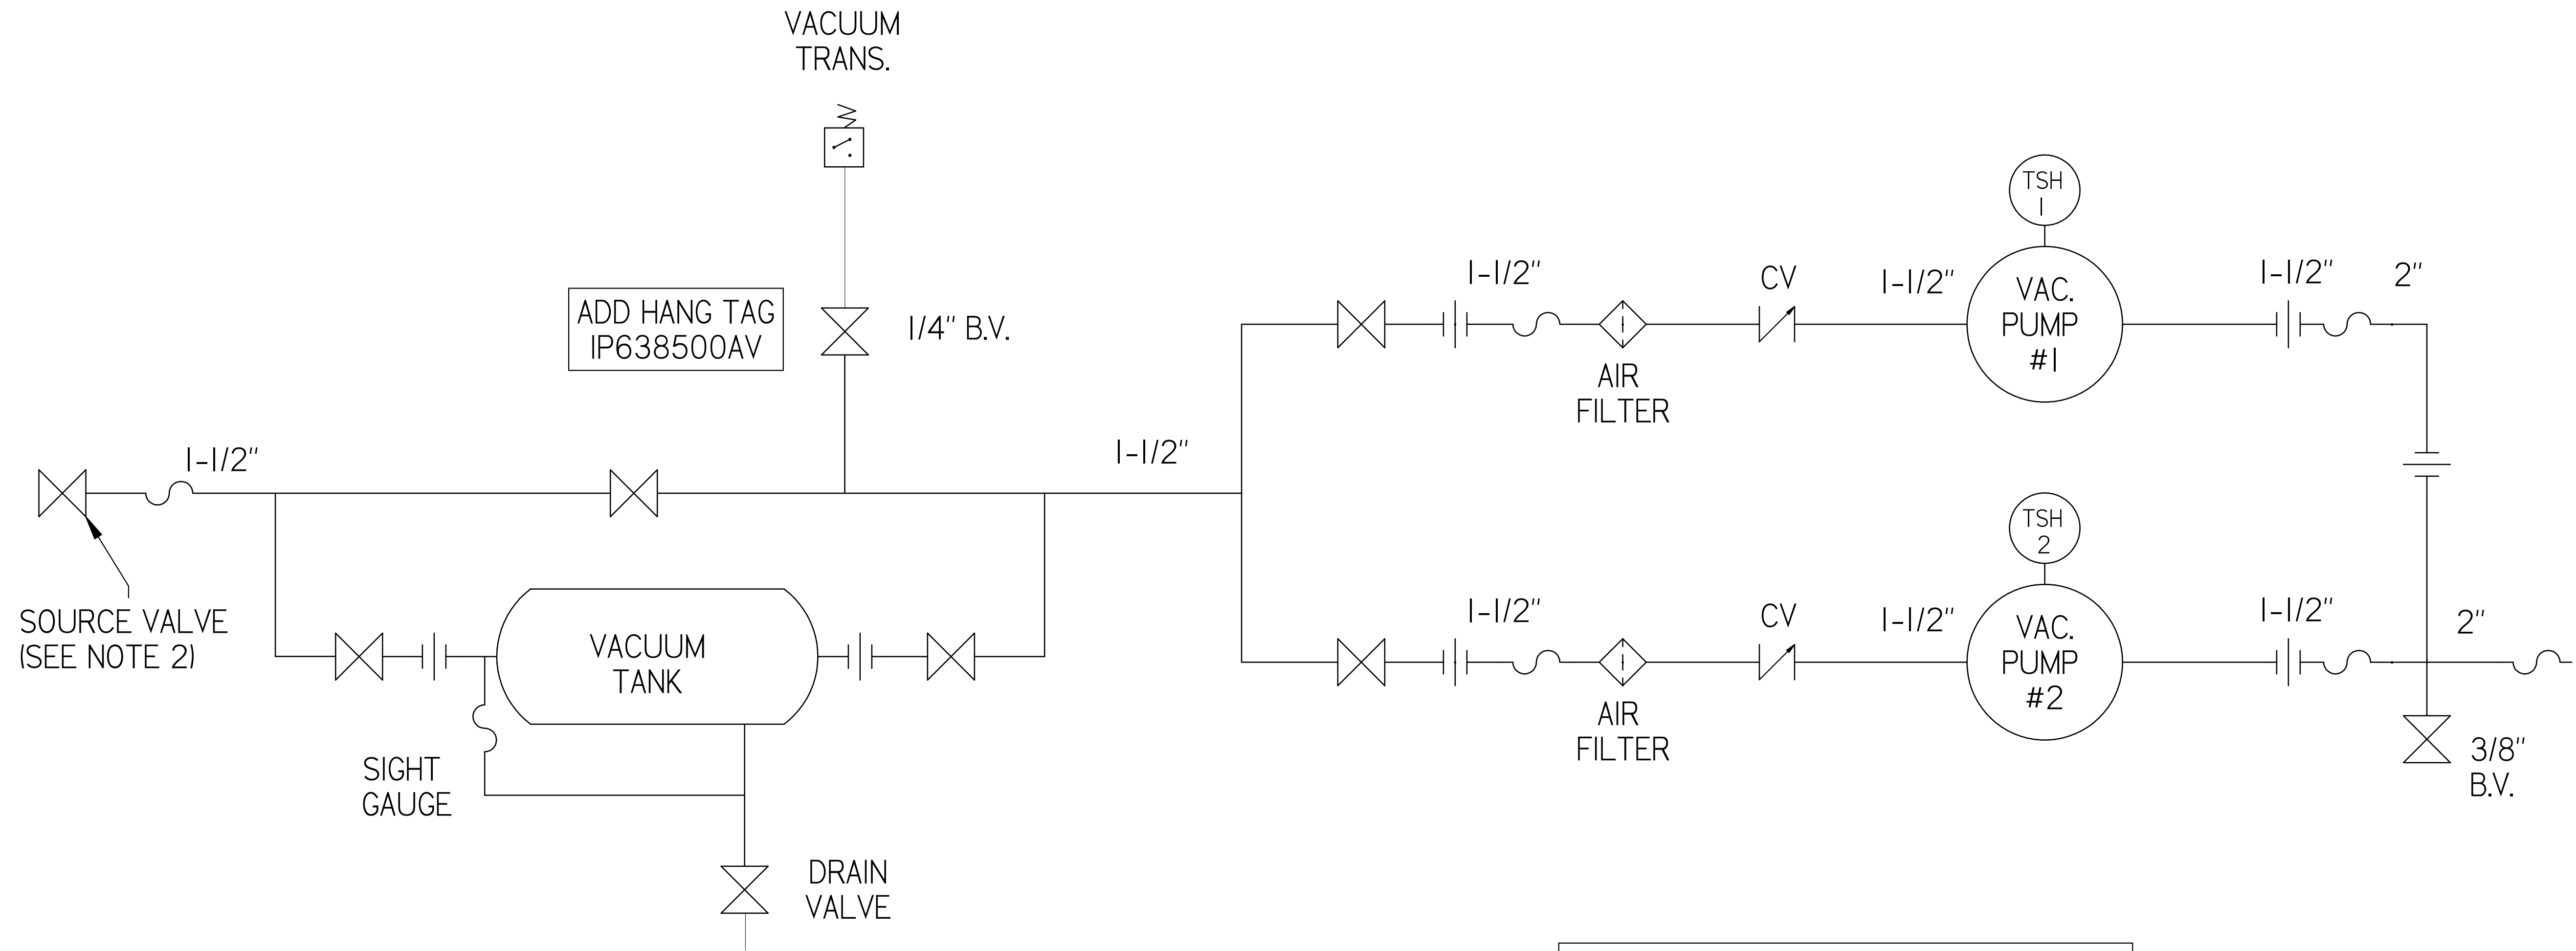 VACUUM
TRANS.
ADD HANG TAG
IP638500AV
1/4" B.V.
1-1/2"
SOURCE VALVE
(SEE NOTE 2)
VACUUM
TANK
SIGHT
GAUGE
DRAIN
VALVE
1-1/2"
1-1/2"
AIR
FILTER
CV
1-1/2"
TSH
1
VAC.
PUMP
#1
1-1/2"
2"
1-1/2"
AIR
FILTER
CV
1-1/2"
TSH
2
VAC.
PUMP
#2
1-1/2"
2"
3/8"
B.V.